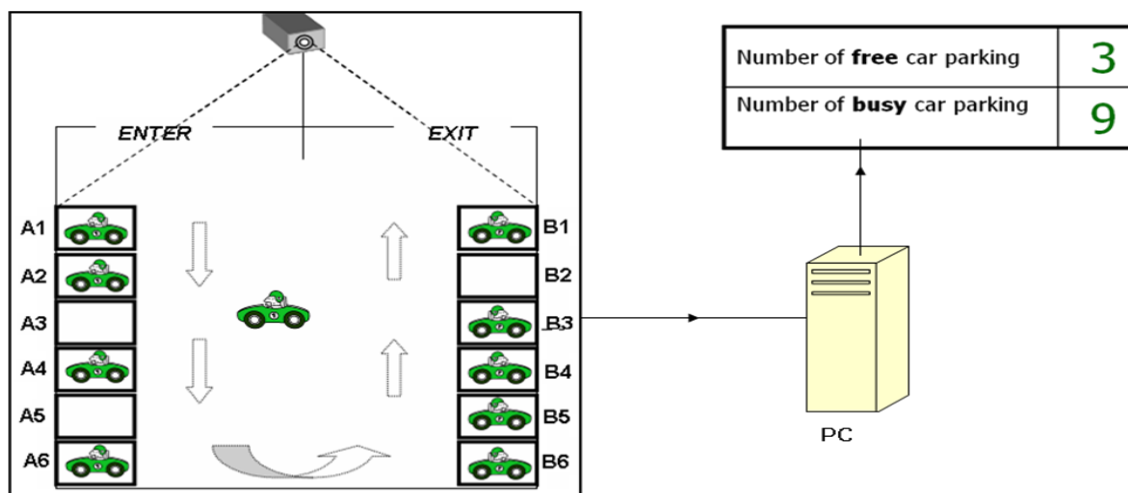 ENTER EXIT
A1
A2
A3
A4
A5
A6
B1
B2
B3
B4
B5
B6
Number of free car parking 3
Number of busy car parking 9
PC